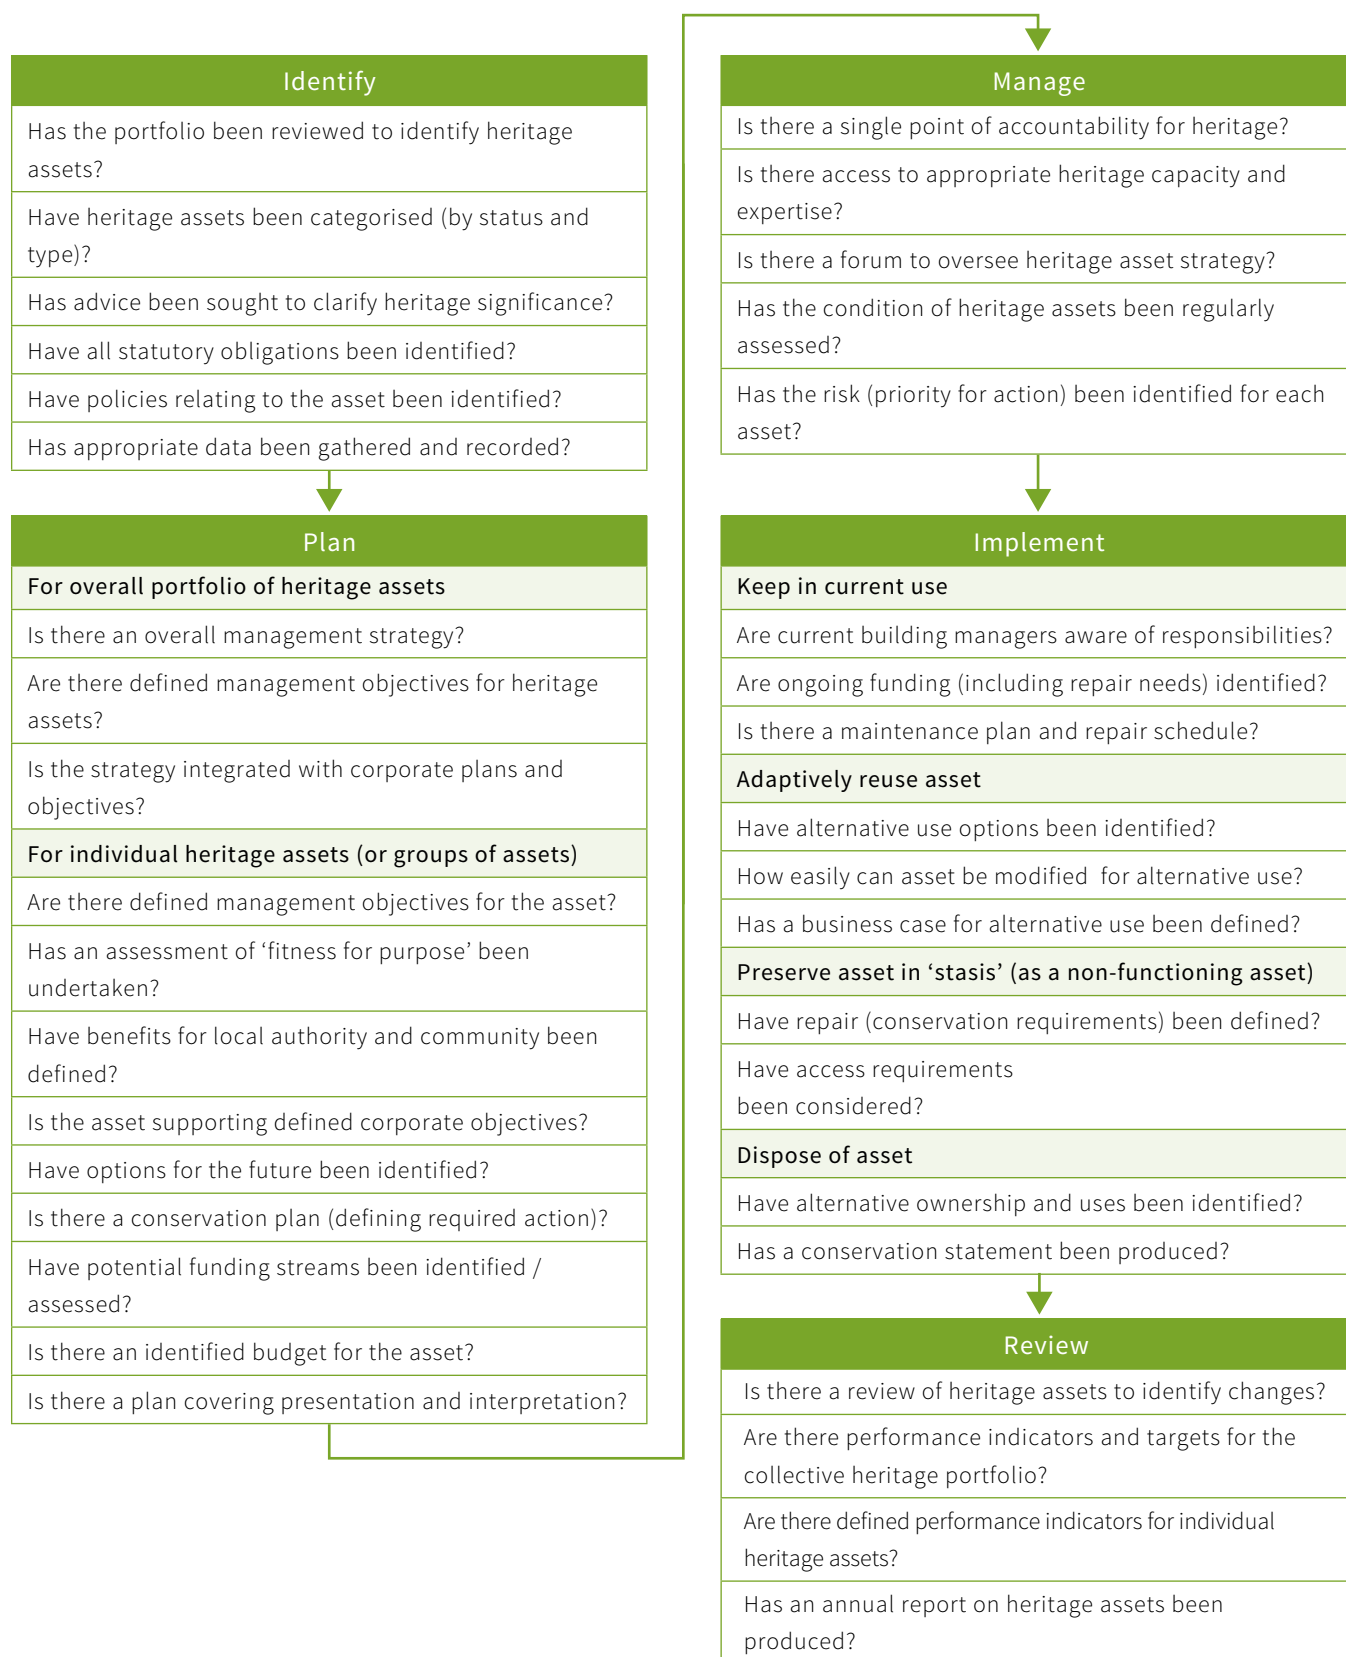 Identify
Has the portfolio been reviewed to identify heritage
assets?
Have heritage assets been categorised (by status and
type)?
Has advice been sought to clarify heritage significance?
Have all statutory obligations been identified?
Have policies relating to the asset been identified?
Has appropriate data been gathered and recorded?
Plan
For overall portfolio of heritage assets
Is there an overall management strategy?
Are there defined management objectives for heritage
assets?
Is the strategy integrated with corporate plans and
objectives?
For individual heritage assets (or groups of assets)
Are there defined management objectives for the asset?
Has an assessment of ‘fitness for purpose’ been
undertaken?
Have benefits for local authority and community been
defined?
Is the asset supporting defined corporate objectives?
Have options for the future been identified?
Is there a conservation plan (defining required action)?
Have potential funding streams been identified /
assessed?
Is there an identified budget for the asset?
Is there a plan covering presentation and interpretation?
Manage
Is there a single point of accountability for heritage?
Is there access to appropriate heritage capacity and
expertise?
Is there a forum to oversee heritage asset strategy?
Has the condition of heritage assets been regularly
assessed?
Has the risk (priority for action) been identified for each
asset?
Implement
Keep in current use
Are current building managers aware of responsibilities?
Are ongoing funding (including repair needs) identified?
Is there a maintenance plan and repair schedule?
Adaptively reuse asset
Have alternative use options been identified?
How easily can asset be modified for alternative use?
Has a business case for alternative use been defined?
Preserve asset in ‘stasis’ (as a non-functioning asset)
Have repair (conservation requirements) been defined?
Have access requirements
been considered?
Dispose of asset
Have alternative ownership and uses been identified?
Has a conservation statement been produced?
Review
Is there a review of heritage assets to identify changes?
Are there performance indicators and targets for the
collective heritage portfolio?
Are there defined performance indicators for individual
heritage assets?
Has an annual report on heritage assets been
produced?